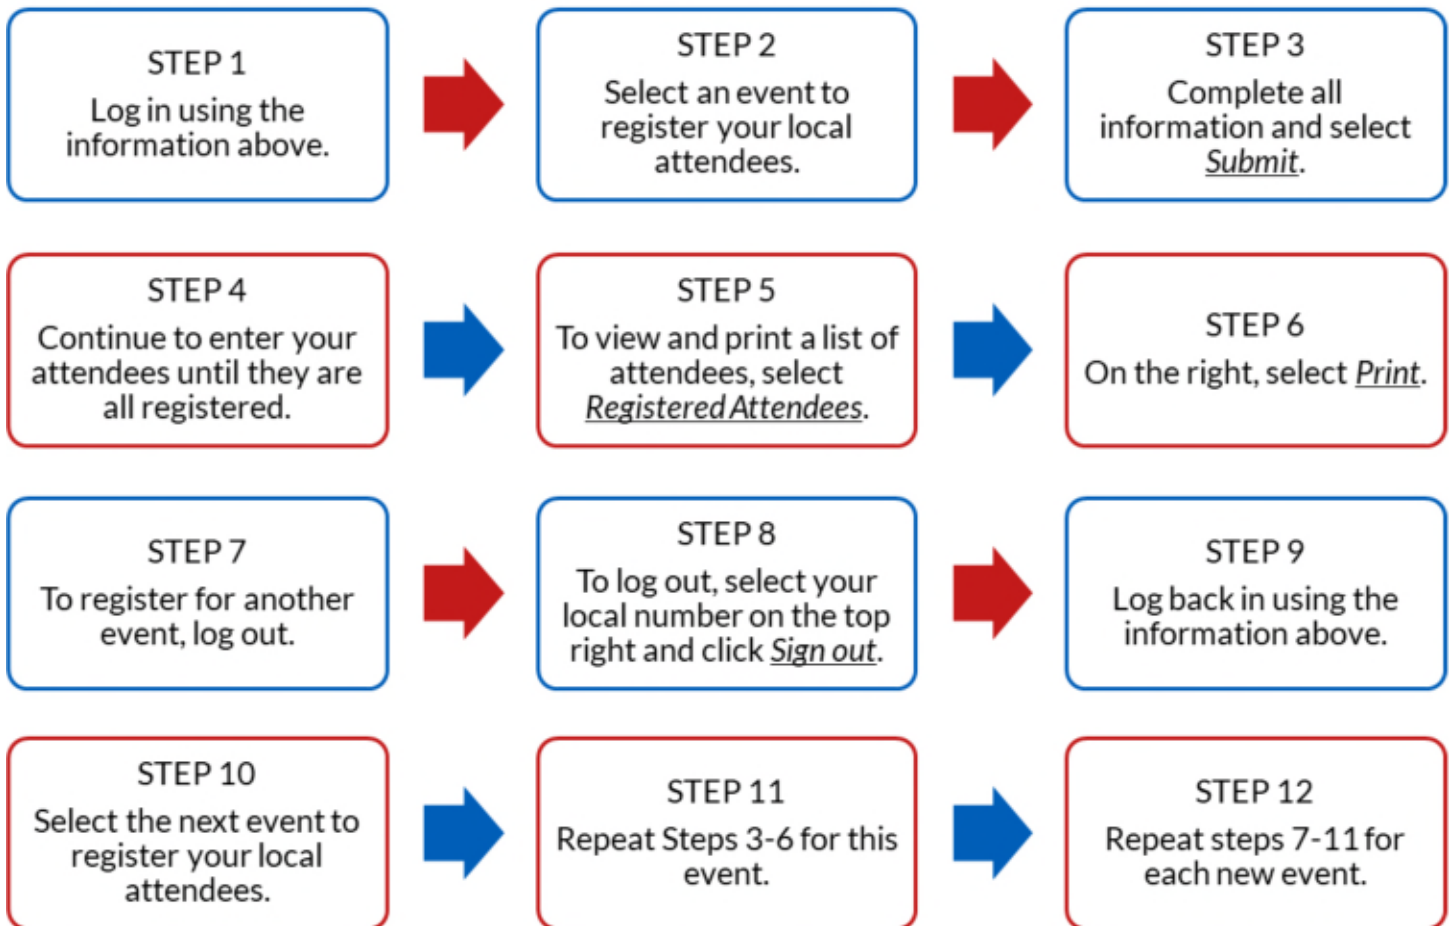 STEP 1
Log in using the
information above.
STEP 2
Select an event to
register your local
attendees.
STEP 3
Complete all
information and select
Submit.
STEP 4
Continue to enter your
attendees until they are
all registered.
STEP 5
To view and print a list of
attendees, select
Registered Attendees.
STEP 6
On the right, select Print.
STEP 7
To register for another
event, log out.
STEP 8
To log out, select your
local number on the top
right and click Sign out.
STEP 9
Log back in using the
information above.
STEP 10
Select the next event to
register your local
attendees.
STEP 11
Repeat Steps 3-6 for this
event.
STEP 12
Repeat steps 7-11 for
each new event.